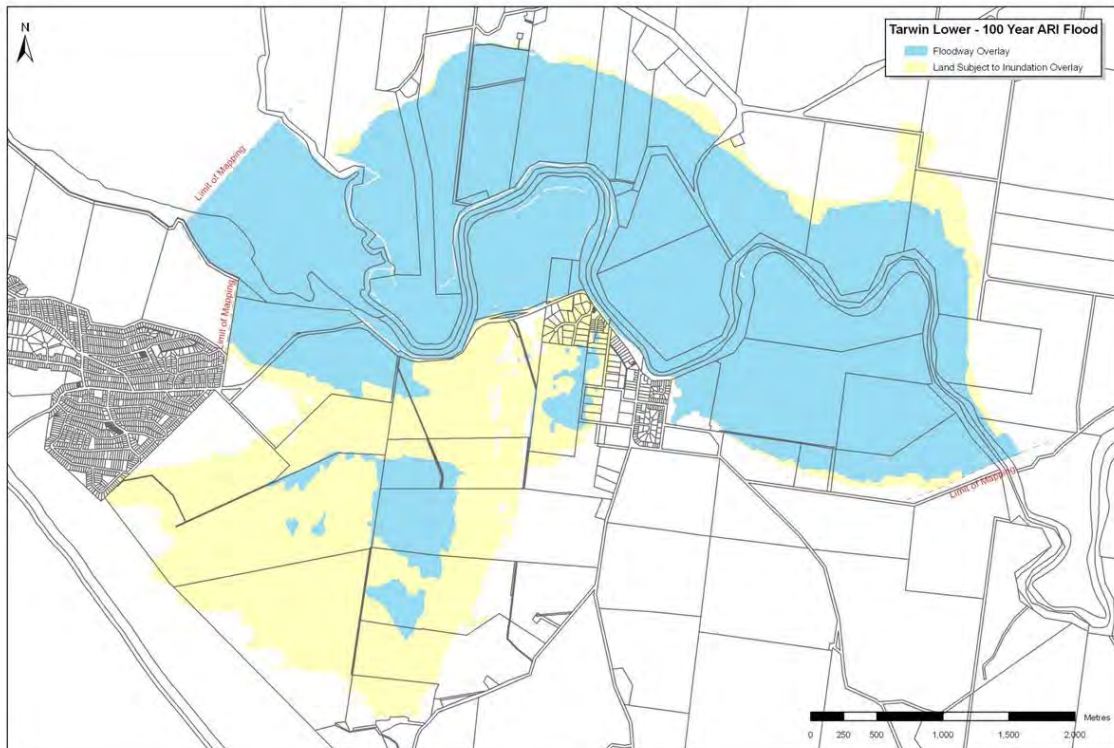 N
Tarwin Lower - 100 Year ARI Flood
Floodway Overlay
Land Subject to Inundation Overlay
Limit of Mapping
Limit of Mapping
Limit of Mapping
Metres
0 250 500 1,000 1,500 2,000